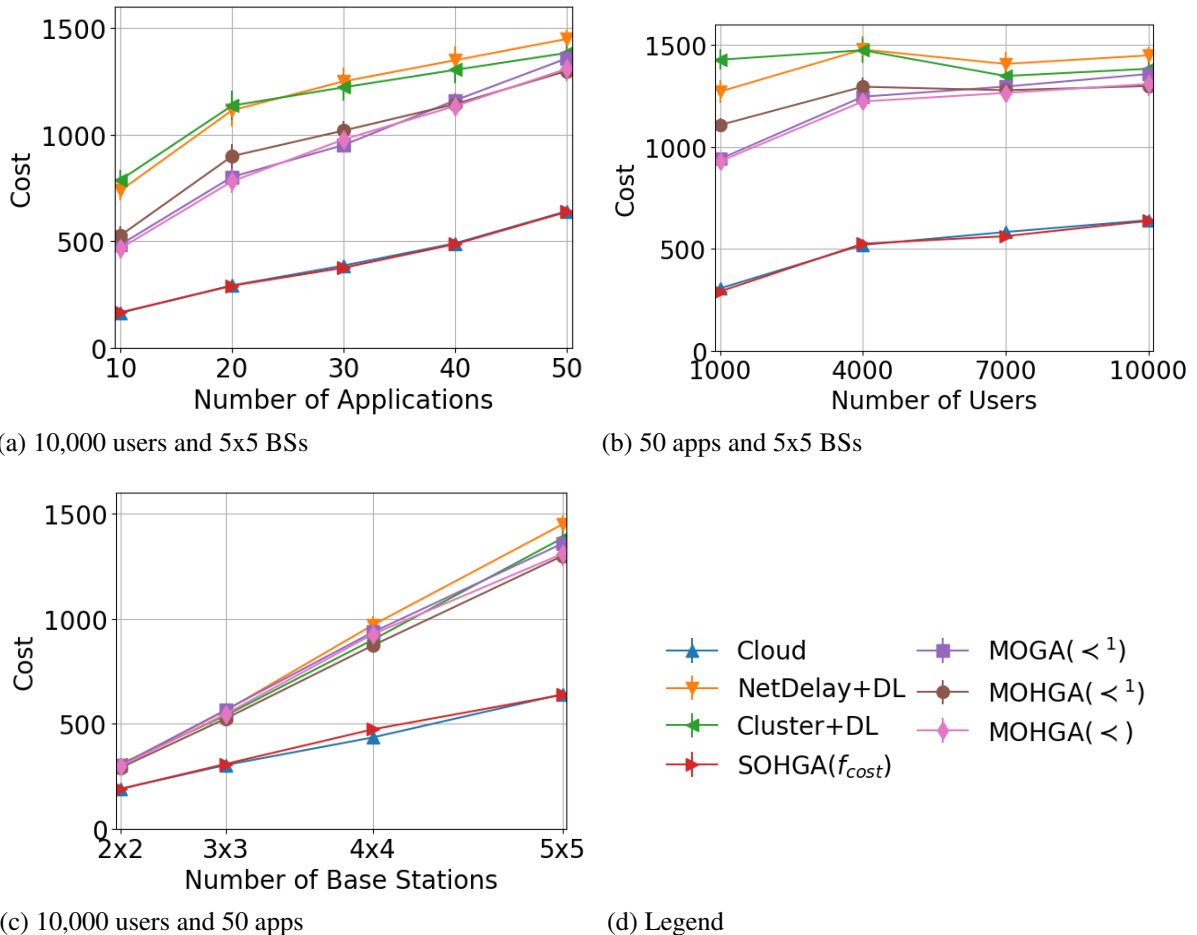 1500
1000
500
0
Cost
10 20 30 40 50
Number of Applications
(a) 10,000 users and 5x5 BSs
1500
1000
500
0
Cost
1000 4000 7000 10000
Number of Users
(b) 50 apps and 5x5 BSs
1500
1000
500
0
Cost
2x2 3x3 4x4 5x5
Number of Base Stations
(c) 10,000 users and 50 apps
Cloud
NetDelay+DL
Cluster+DL
SOHGA(f_cost)
MOGA(≺¹)
MOHGA(≺¹)
MOHGA(≺)
(d) Legend